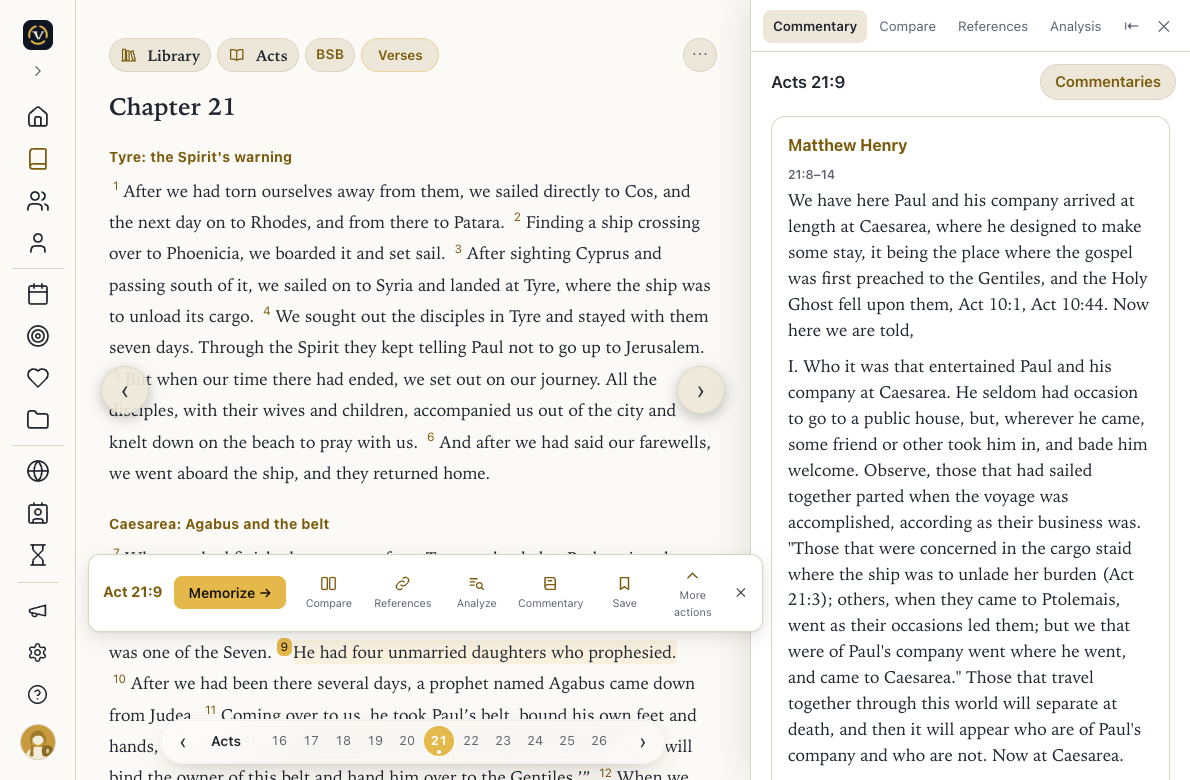 Library
Acts
BSB
Verses
Chapter 21
Tyre: the Spirit's warning
1 After we had torn ourselves away from them, we sailed directly to Cos, and
the next day on to Rhodes, and from there to Patara. 2 Finding a ship crossing
over to Phoenicia, we boarded it and set sail. 3 After sighting Cyprus and
passing south of it, we sailed on to Syria and landed at Tyre, where the ship was
to unload its cargo. 4 We sought out the disciples in Tyre and stayed with them
seven days. Through the Spirit they kept telling Paul not to go up to Jerusalem.
But when our time there had ended, we set out on our journey. All the
disciples, with their wives and children, accompanied us out of the city and
knelt down on the beach to pray with us. 6 And after we had said our farewells,
we went aboard the ship, and they returned home.
Caesarea: Agabus and the belt
Act 21:9
Memorize →
Compare
References
Analyze
Commentary
Save
More
actions
was one of the Seven. 9 He had four unmarried daughters who prophesied.
10 After we had been there several days, a prophet named Agabus came down
from Judea. 11 Coming over to us, he took Paul's belt, bound his own feet and
hands, will
‹ Acts 16 17 18 19 20 21 22 23 24 25 26 ›
bind the owner of this belt and hand him over to the Gentiles.’” 12 When we
Commentary
Compare
References
Analysis
Acts 21:9
Commentaries
Matthew Henry
21:8–14
We have here Paul and his company arrived at
length at Caesarea, where he designed to make
some stay, it being the place where the gospel
was first preached to the Gentiles, and the Holy
Ghost fell upon them, Act 10:1, Act 10:44. Now
here we are told,
I. Who it was that entertained Paul and his
company at Caesarea. He seldom had occasion
to go to a public house, but, wherever he came,
some friend or other took him in, and bade him
welcome. Observe, those that had sailed
together parted when the voyage was
accomplished, according as their business was.
"Those that were concerned in the cargo staid
where the ship was to unlade her burden (Act
21:3); others, when they came to Ptolemais,
went as their occasions led them; but we that
were of Paul's company went where he went,
and came to Caesarea." Those that travel
together through this world will separate at
death, and then it will appear who are of Paul's
company and who are not. Now at Caesarea.